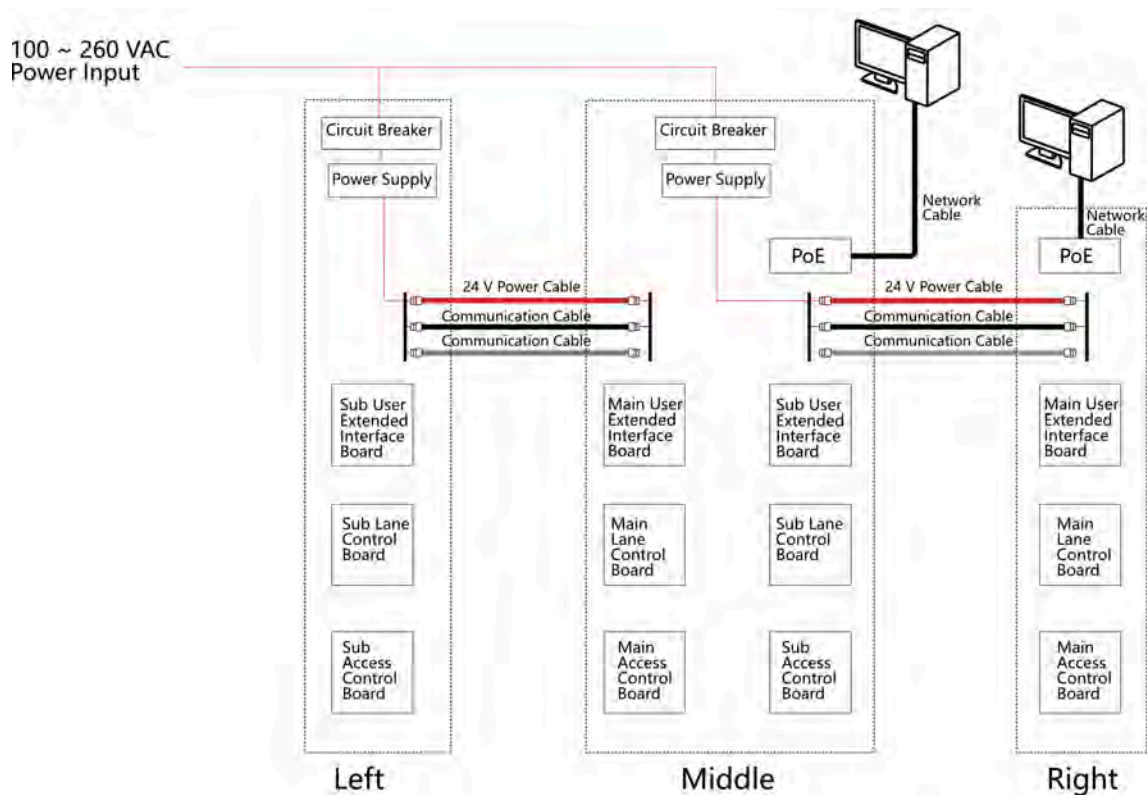 100 ~ 260 VAC
Power Input
Circuit Breaker
Circuit Breaker
Power Supply
Power Supply
Network
Cable
Network
Cable
PoE
PoE
24 V Power Cable
24 V Power Cable
Communication Cable
Communication Cable
Communication Cable
Communication Cable
Sub User
Extended
Interface
Board
Main User
Extended
Interface
Board
Sub User
Extended
Interface
Board
Main User
Extended
Interface
Board
Sub Lane
Control
Board
Main
Lane
Control
Board
Sub Lane
Control
Board
Main
Lane
Control
Board
Sub
Access
Control
Board
Main
Access
Control
Board
Sub
Access
Control
Board
Main
Access
Control
Board
Left
Middle
Right